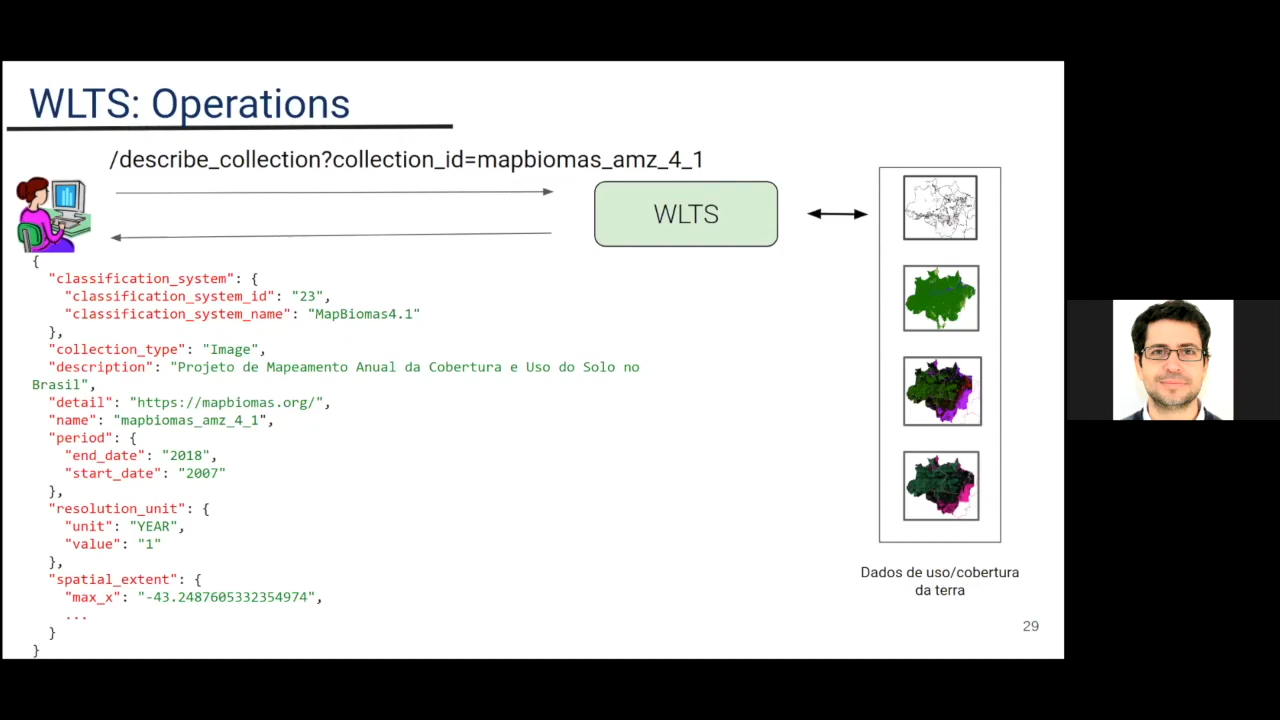 WLTS: Operations
/describe_collection?collection_id=mapbiomas_amz_4_1
WLTS
{
"classification_system": {
"classification_system_id": "23",
"classification_system_name": "MapBiomas4.1"
},
"collection_type": "Image",
"description": "Projeto de Mapeamento Anual da Cobertura e Uso do Solo no
Brasil",
"detail": "https://mapbiomas.org/",
"name": "mapbiomas_amz_4_1",
"period": {
"end_date": "2018",
"start_date": "2007"
},
"resolution_unit": {
"unit": "YEAR",
"value": "1"
},
"spatial_extent": {
"max_x": "-43.2487605332354974",
...
}
}
Dados de uso/cobertura
da terra
29